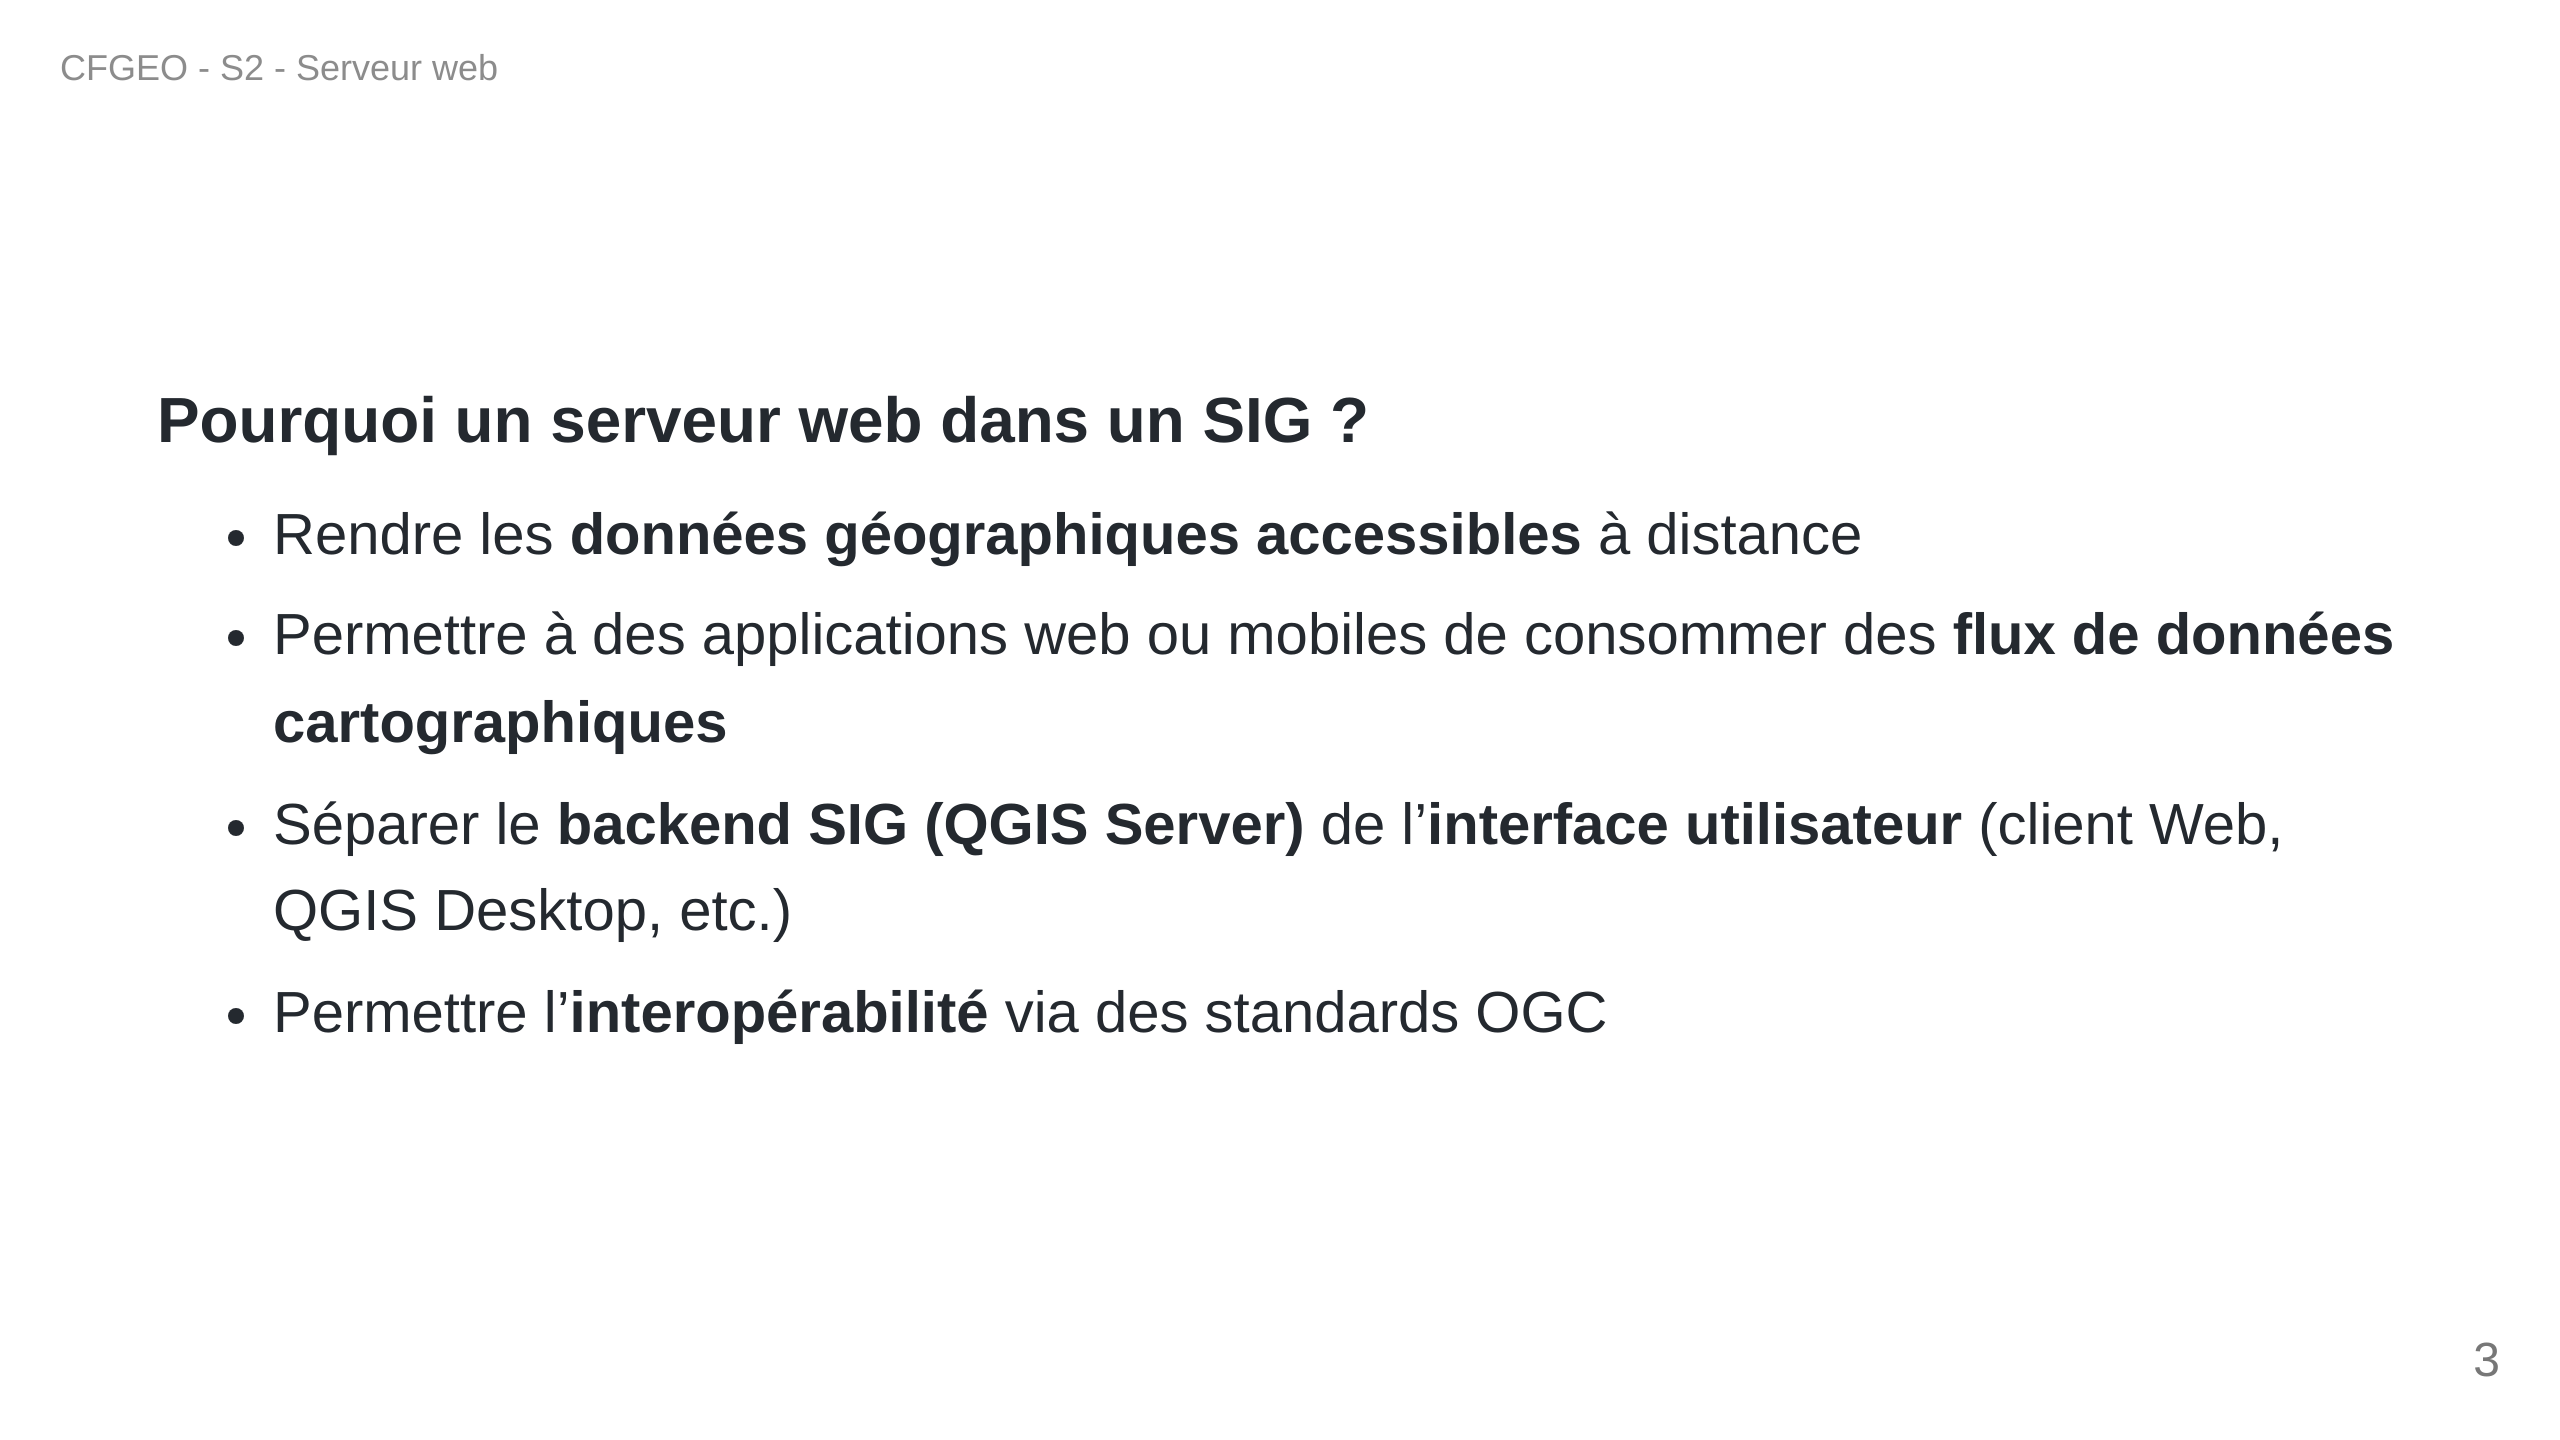 CFGEO - S2 - Serveur web
Pourquoi un serveur web dans un SIG ?
• Rendre les données géographiques accessibles à distance
• Permettre à des applications web ou mobiles de consommer des flux de données
cartographiques
• Séparer le backend SIG (QGIS Server) de l’interface utilisateur (client Web,
QGIS Desktop, etc.)
• Permettre l’interopérabilité via des standards OGC
3